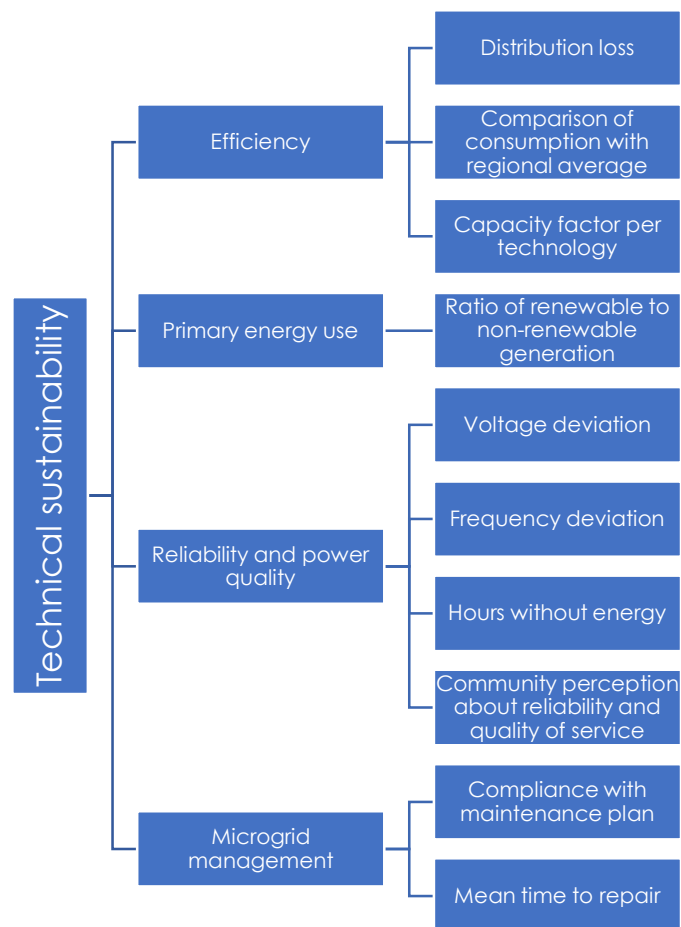 Technical sustainability
Efficiency
Distribution loss
Comparison of
consumption with
regional average
Capacity factor per
technology
Primary energy use
Ratio of renewable to
non-renewable
generation
Reliability and power
quality
Voltage deviation
Frequency deviation
Hours without energy
Community perception
about reliability and
quality of service
Microgrid
management
Compliance with
maintenance plan
Mean time to repair